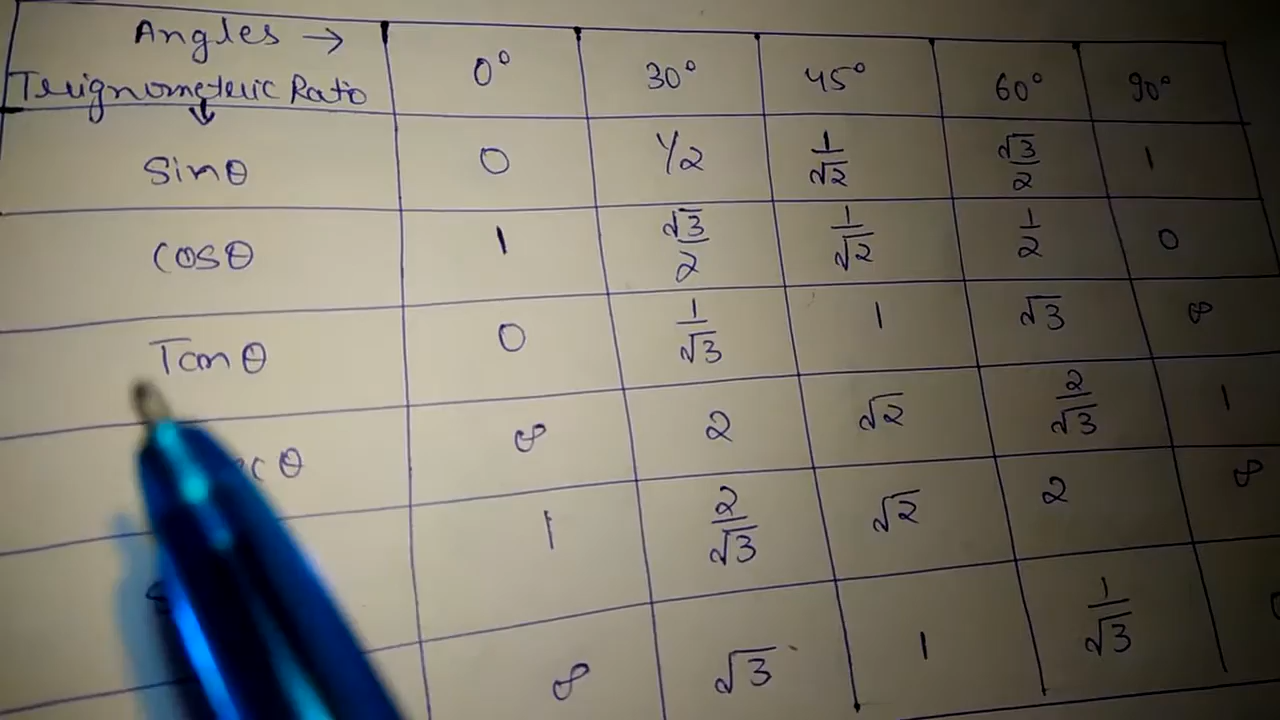 Angles → 0° 30° 45° 60° 90°
Terignometeric Ratio ↓
Sinθ 0 1/2 1/√2 √3/2 1
Cosθ 1 √3/2 1/√2 1/2 0
Tanθ 0 1/√3 1 √3 ∞
cθ ∞ 2 √2 2/√3 1
1 2/√3 √2 2 ∞
∞ √3 1 1/√3